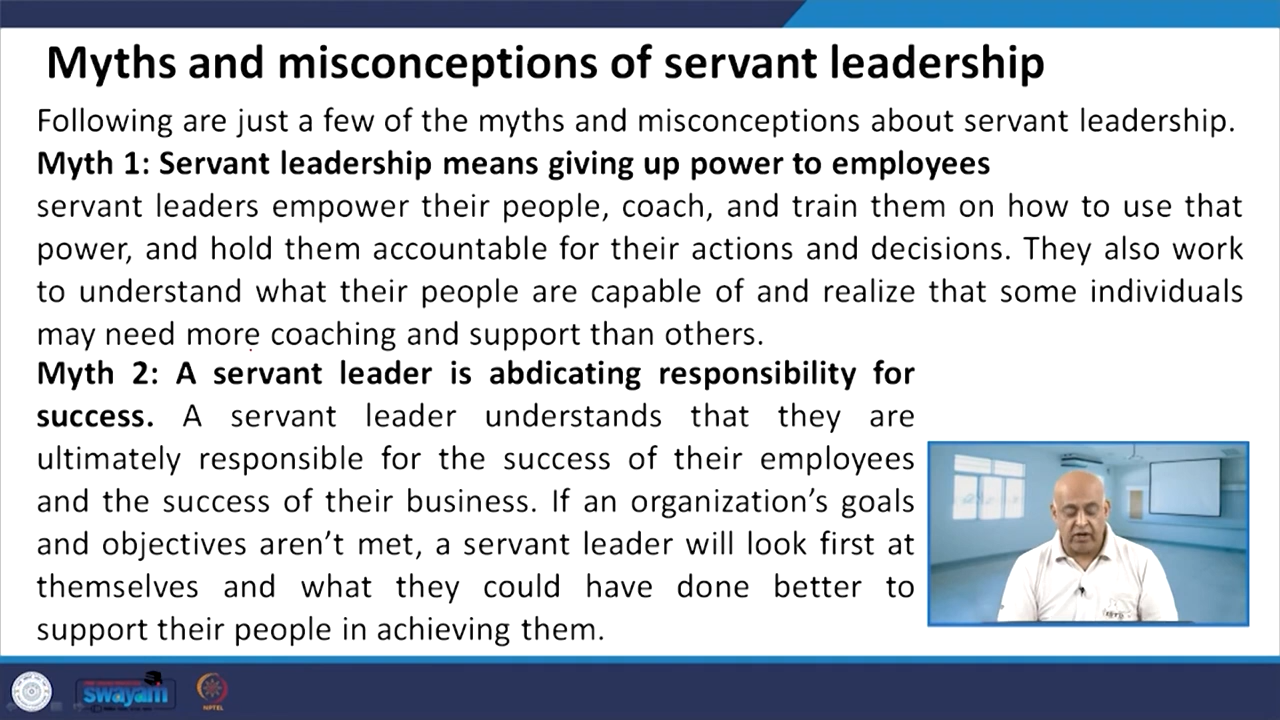 Myths and misconceptions of servant leadership
Following are just a few of the myths and misconceptions about servant leadership.
Myth 1: Servant leadership means giving up power to employees
servant leaders empower their people, coach, and train them on how to use that
power, and hold them accountable for their actions and decisions. They also work
to understand what their people are capable of and realize that some individuals
may need more coaching and support than others.
Myth 2: A servant leader is abdicating responsibility for
success. A servant leader understands that they are
ultimately responsible for the success of their employees
and the success of their business. If an organization’s goals
and objectives aren’t met, a servant leader will look first at
themselves and what they could have done better to
support their people in achieving them.
swayam
NPTEL